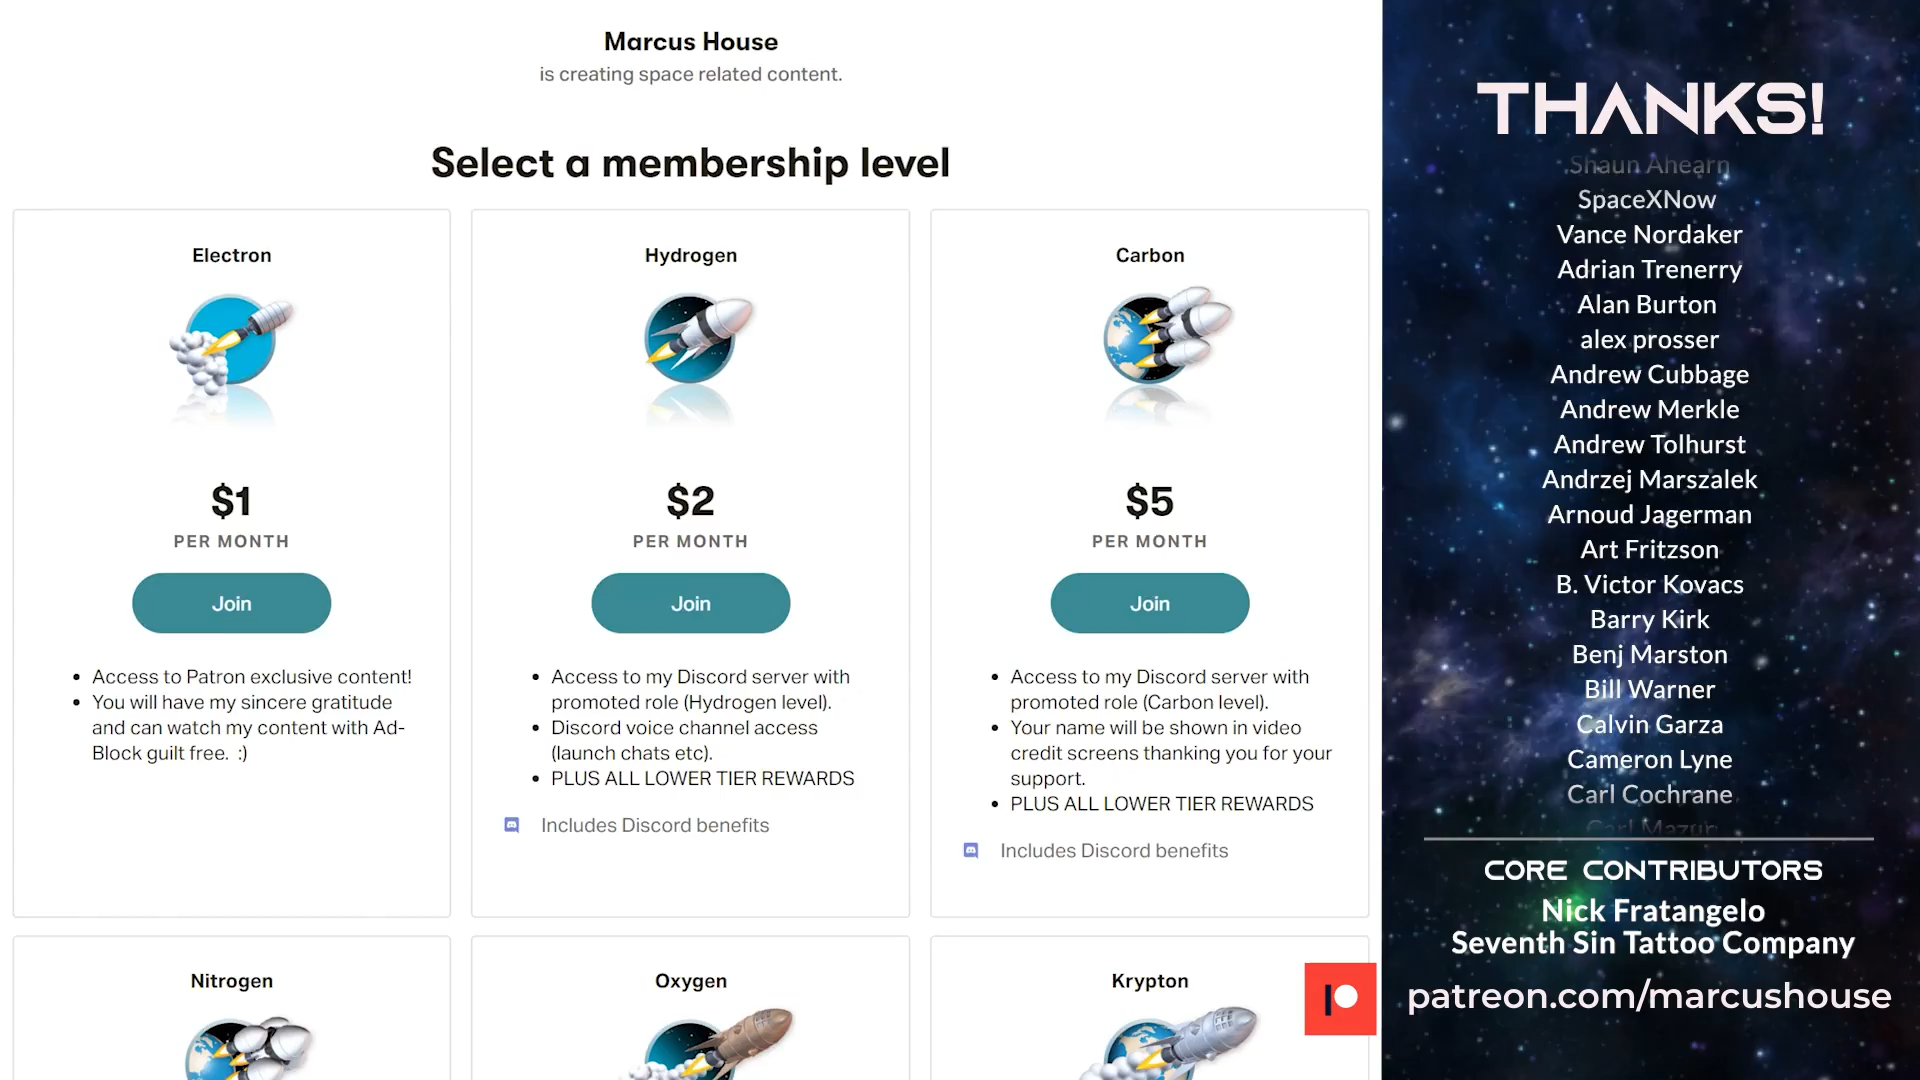 Marcus House
is creating space related content.
Select a membership level
Electron
$1
PER MONTH
Join
• Access to Patron exclusive content!
• You will have my sincere gratitude
and can watch my content with Ad-
Block guilt free. :)
Hydrogen
$2
PER MONTH
Join
• Access to my Discord server with
promoted role (Hydrogen level).
• Discord voice channel access
(launch chats etc).
• PLUS ALL LOWER TIER REWARDS
Includes Discord benefits
Carbon
$5
PER MONTH
Join
• Access to my Discord server with
promoted role (Carbon level).
• Your name will be shown in video
credit screens thanking you for your
support.
• PLUS ALL LOWER TIER REWARDS
Includes Discord benefits
Nitrogen
Oxygen
Krypton
THANKS!
Shaun Ahearn
SpaceXNow
Vance Nordaker
Adrian Trenerry
Alan Burton
alex prosser
Andrew Cubbage
Andrew Merkle
Andrew Tolhurst
Andrzej Marszalek
Arnoud Jagerman
Art Fritzson
B. Victor Kovacs
Barry Kirk
Benj Marston
Bill Warner
Calvin Garza
Cameron Lyne
Carl Cochrane
Carl Mazur
CORE CONTRIBUTORS
Nick Fratangelo
Seventh Sin Tattoo Company
patreon.com/marcushouse